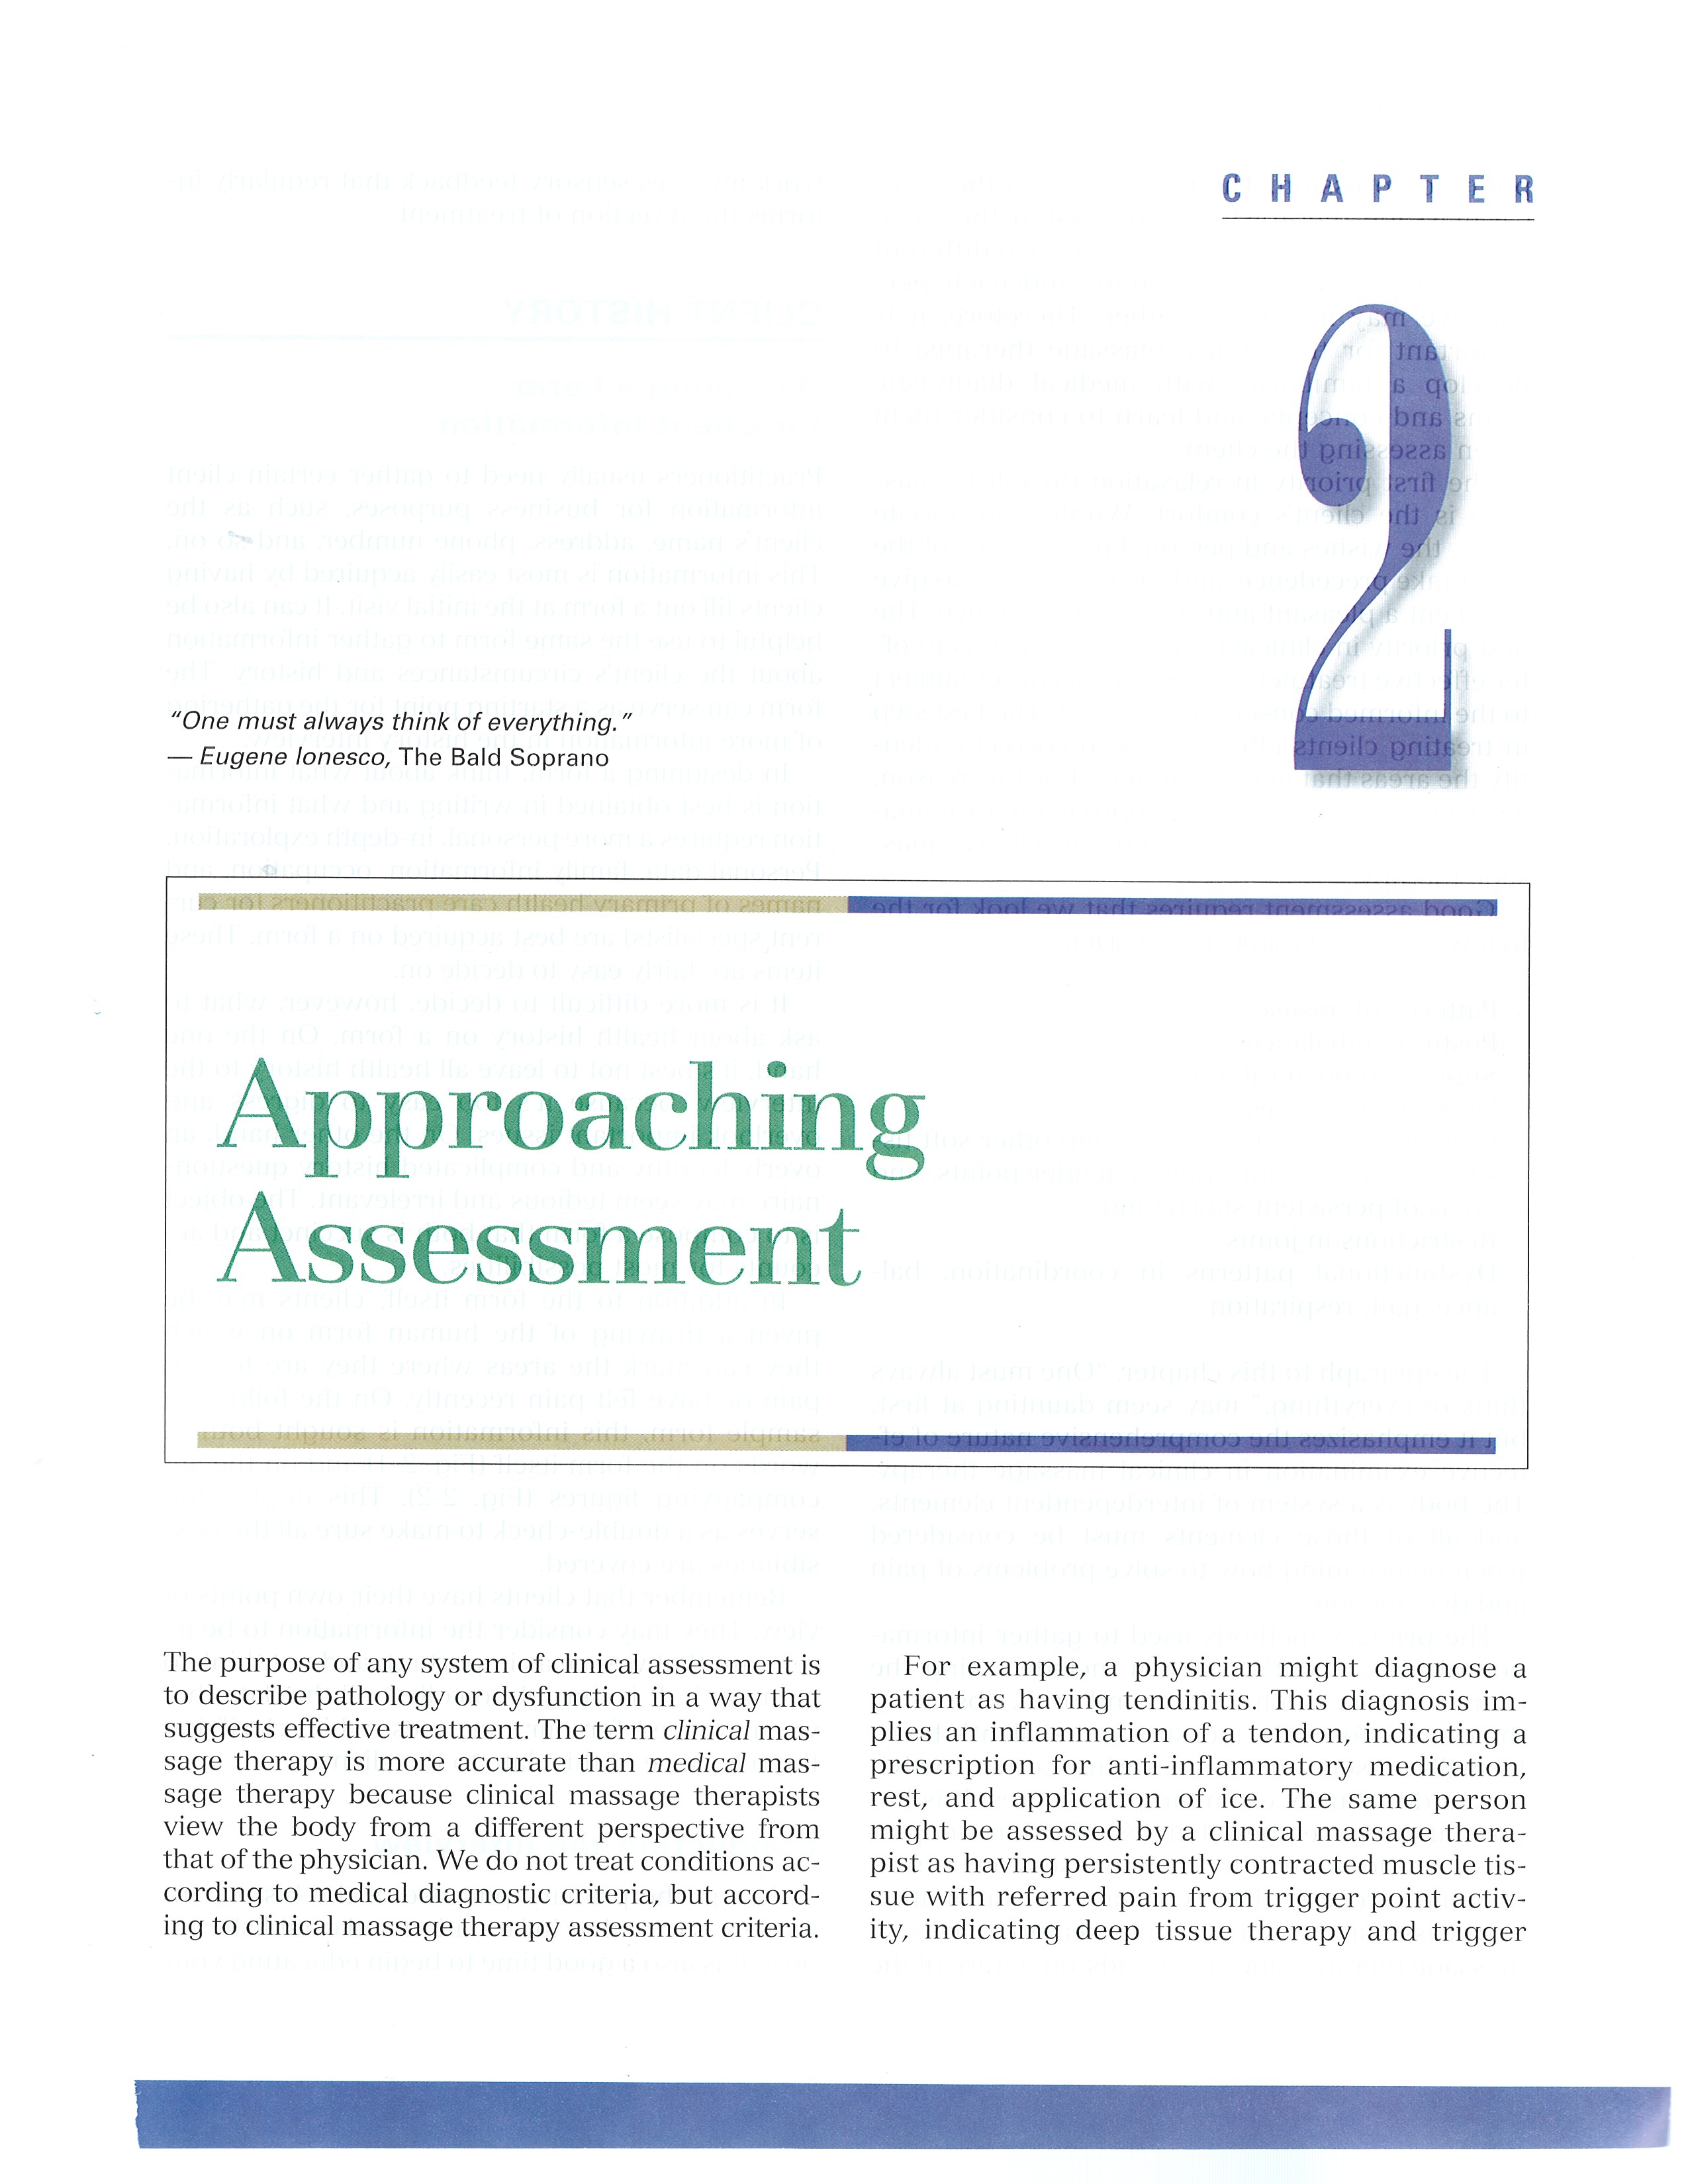 CHAPTER
2
“One must always think of everything.”
— Eugene Ionesco, The Bald Soprano
Approaching
Assessment
The purpose of any system of clinical assessment is
to describe pathology or dysfunction in a way that
suggests effective treatment. The term clinical mas-
sage therapy is more accurate than medical mas-
sage therapy because clinical massage therapists
view the body from a different perspective from
that of the physician. We do not treat conditions ac-
cording to medical diagnostic criteria, but accord-
ing to clinical massage therapy assessment criteria.
For example, a physician might diagnose a
patient as having tendinitis. This diagnosis im-
plies an inflammation of a tendon, indicating a
prescription for anti-inflammatory medication,
rest, and application of ice. The same person
might be assessed by a clinical massage thera-
pist as having persistently contracted muscle tis-
sue with referred pain from trigger point activ-
ity, indicating deep tissue therapy and trigger